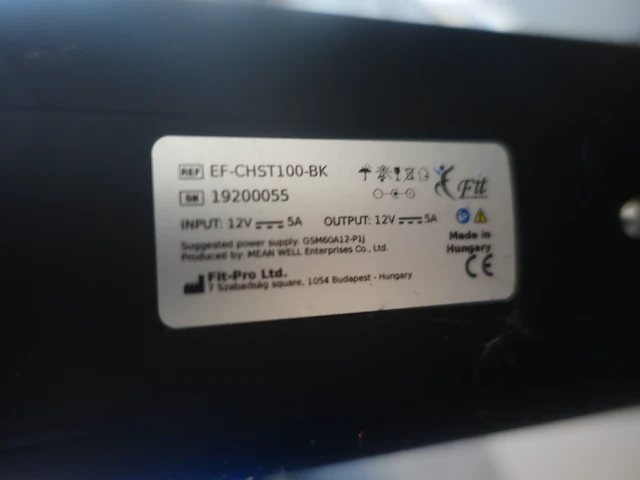 REF EF-CHST100-BK
SN 19200055
Fit
INPUT: 12V 5A OUTPUT: 12V 5A
Suggested power supply: GSM60A12-P1J
Produced by: MEAN WELL Enterprises Co., Ltd.
Made in
Hungary
Fit-Pro Ltd.
7 Szabadság square, 1054 Budapest - Hungary
CE